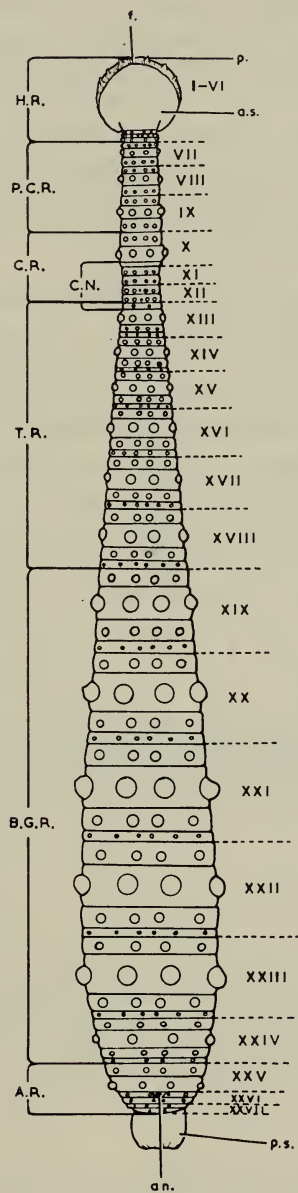 f.
p.
I-VI
H.R.
a.s.
VII
VIII
P.C.R.
IX
C.R.
X
C.N.
XI
XII
XIII
XIV
XV
T.R.
XVI
XVII
XVIII
XIX
XX
XXI
B.G.R.
XXII
XXIII
XXIV
XXV
A.R.
XXVI
XXVII
p.s.
an.